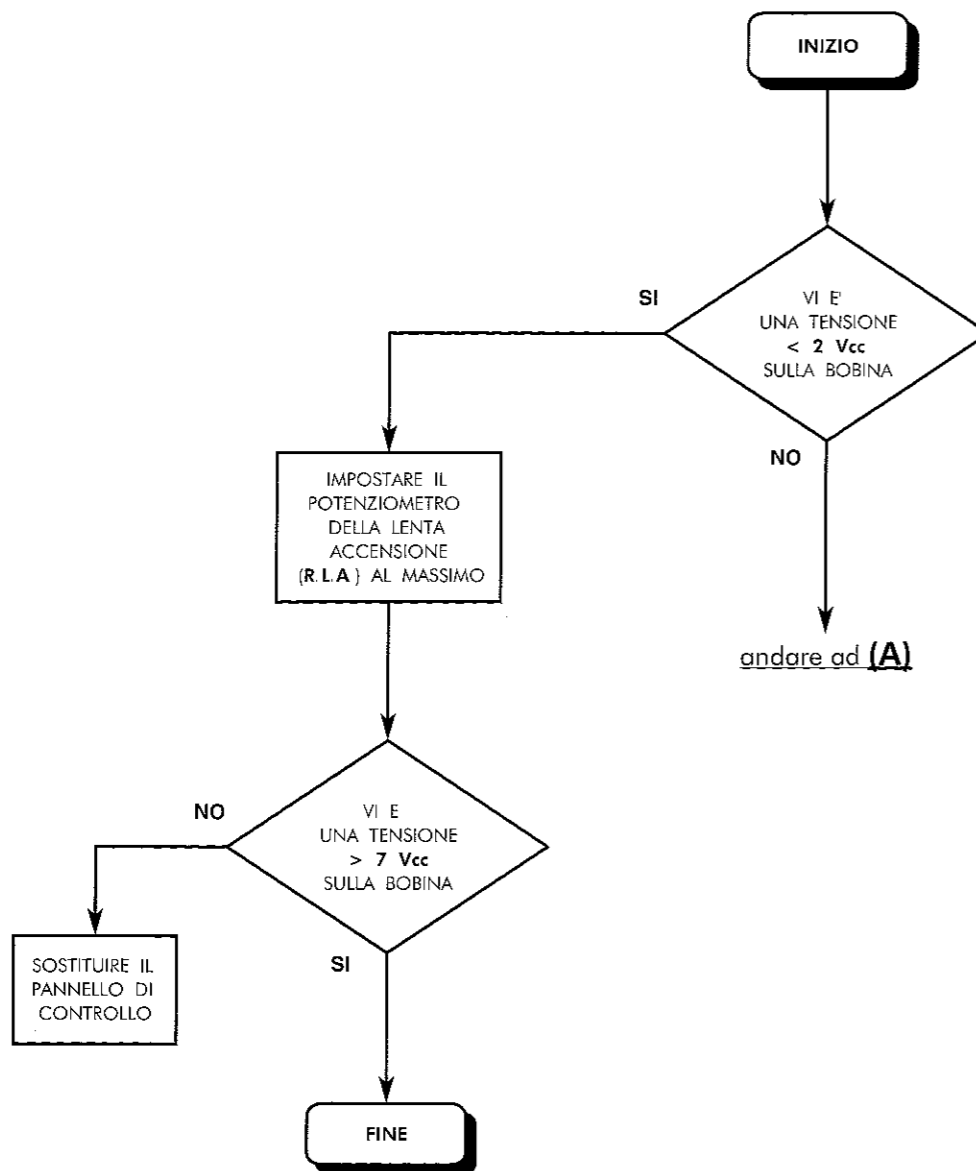 INIZIO
SI
VI E'
UNA TENSIONE
< 2 Vcc
SULLA BOBINA
NO
IMPOSTARE IL
POTENZIOMETRO
DELLA LENTA
ACCENSIONE
(R.L.A) AL MASSIMO
andare ad (A)
NO
VI E
UNA TENSIONE
> 7 Vcc
SULLA BOBINA
SI
SOSTITUIRE IL
PANNELLO DI
CONTROLLO
FINE